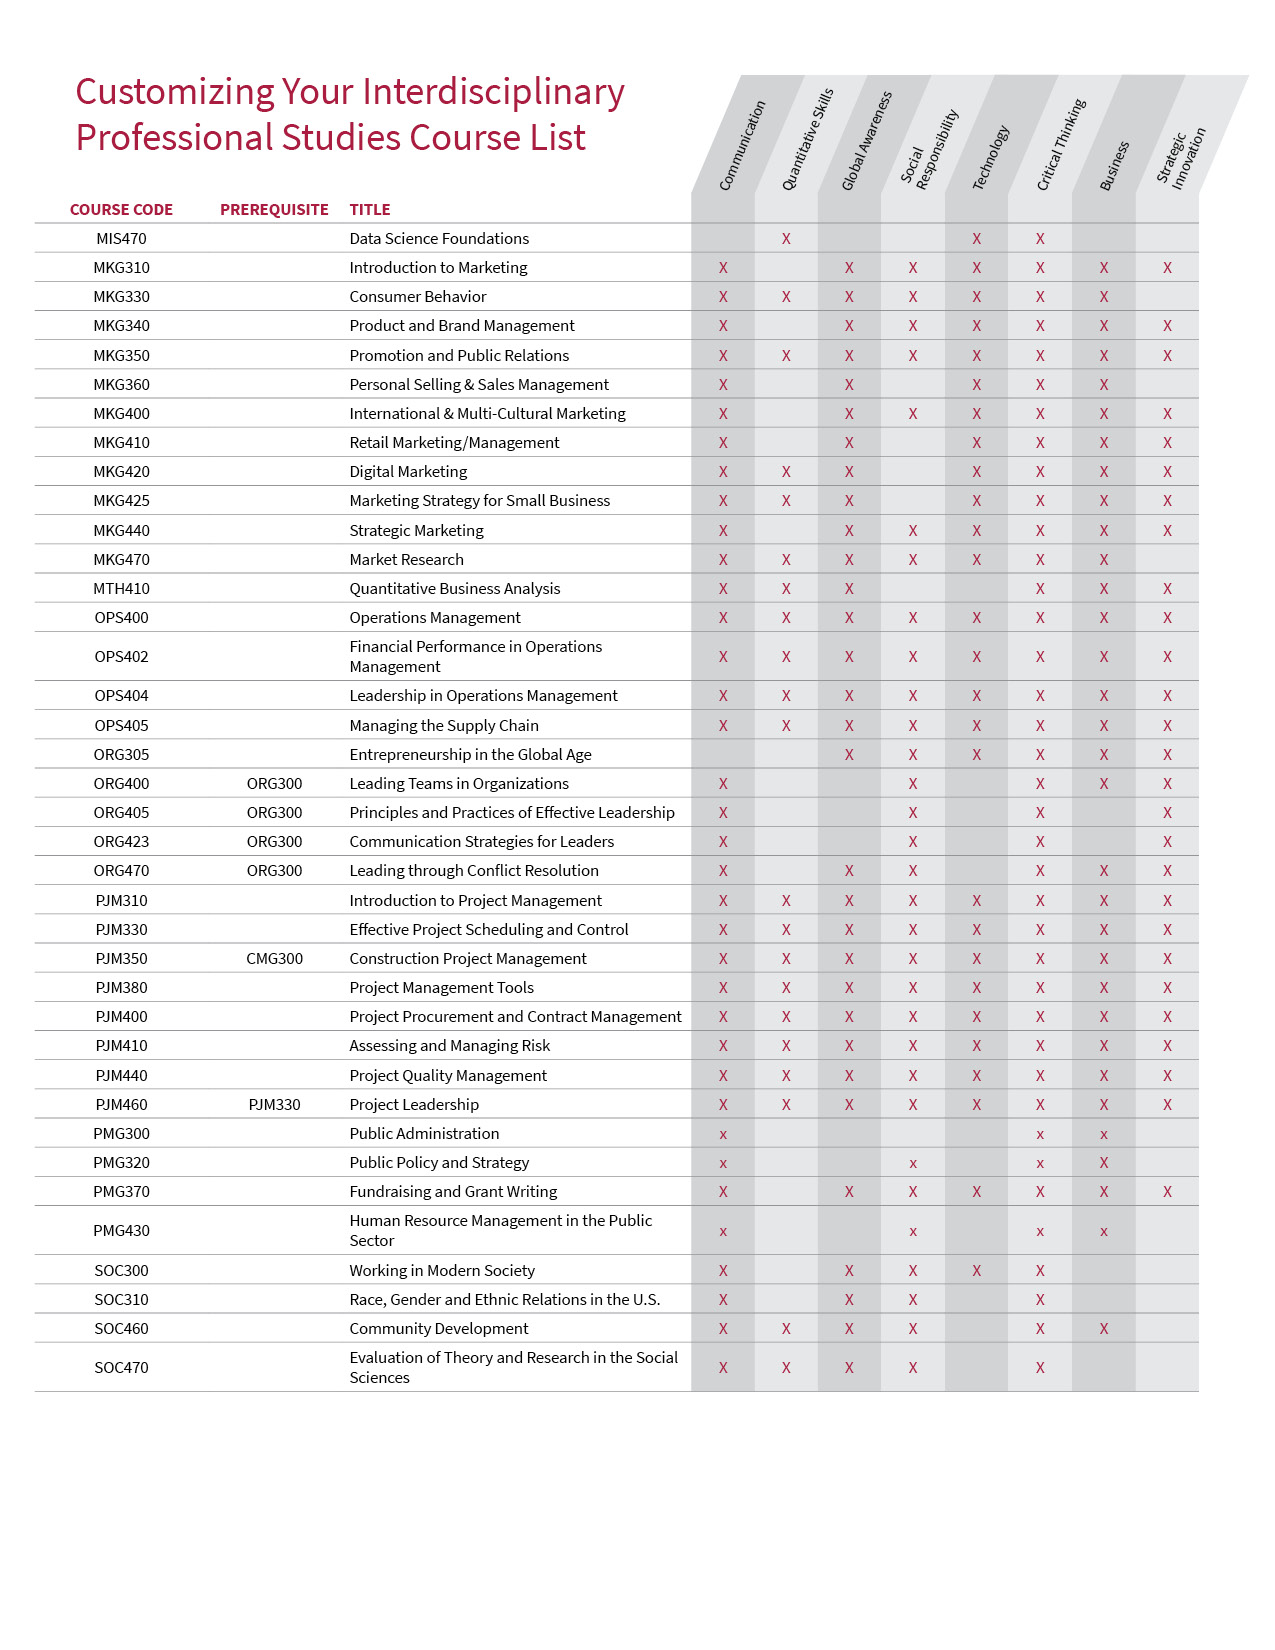 Customizing Your Interdisciplinary
Professional Studies Course List
Communication
Quantitative Skills
Global Awareness
Social
Responsibility
Technology
Critical Thinking
Business
Strategic
Innovation
COURSE CODE PREREQUISITE TITLE
MIS470 Data Science Foundations X X X
MKG310 Introduction to Marketing X X X X X X X
MKG330 Consumer Behavior X X X X X X X
MKG340 Product and Brand Management X X X X X X X
MKG350 Promotion and Public Relations X X X X X X X X
MKG360 Personal Selling & Sales Management X X X X X
MKG400 International & Multi-Cultural Marketing X X X X X X X
MKG410 Retail Marketing/Management X X X X X X
MKG420 Digital Marketing X X X X X X X
MKG425 Marketing Strategy for Small Business X X X X X X X
MKG440 Strategic Marketing X X X X X X X
MKG470 Market Research X X X X X X X
MTH410 Quantitative Business Analysis X X X X X X
OPS400 Operations Management X X X X X X X X
Financial Performance in Operations
OPS402 X X X X X X X X
Management
OPS404 Leadership in Operations Management X X X X X X X X
OPS405 Managing the Supply Chain X X X X X X X X
ORG305 Entrepreneurship in the Global Age X X X X X X
ORG400 ORG300 Leading Teams in Organizations X X X X X
ORG405 ORG300 Principles and Practices of Effective Leadership X X X X
ORG423 ORG300 Communication Strategies for Leaders X X X X
ORG470 ORG300 Leading through Conflict Resolution X X X X X X
PJM310 Introduction to Project Management X X X X X X X X
PJM330 Effective Project Scheduling and Control X X X X X X X X
PJM350 CMG300 Construction Project Management X X X X X X X X
PJM380 Project Management Tools X X X X X X X X
PJM400 Project Procurement and Contract Management X X X X X X X X
PJM410 Assessing and Managing Risk X X X X X X X X
PJM440 Project Quality Management X X X X X X X X
PJM460 PJM330 Project Leadership X X X X X X X X
PMG300 Public Administration x x x
PMG320 Public Policy and Strategy x x x X
PMG370 Fundraising and Grant Writing X X X X X X X
Human Resource Management in the Public
PMG430 x x x x
Sector
SOC300 Working in Modern Society X X X X X
SOC310 Race, Gender and Ethnic Relations in the U.S. X X X X
SOC460 Community Development X X X X X X
Evaluation of Theory and Research in the Social
SOC470 X X X X X
Sciences